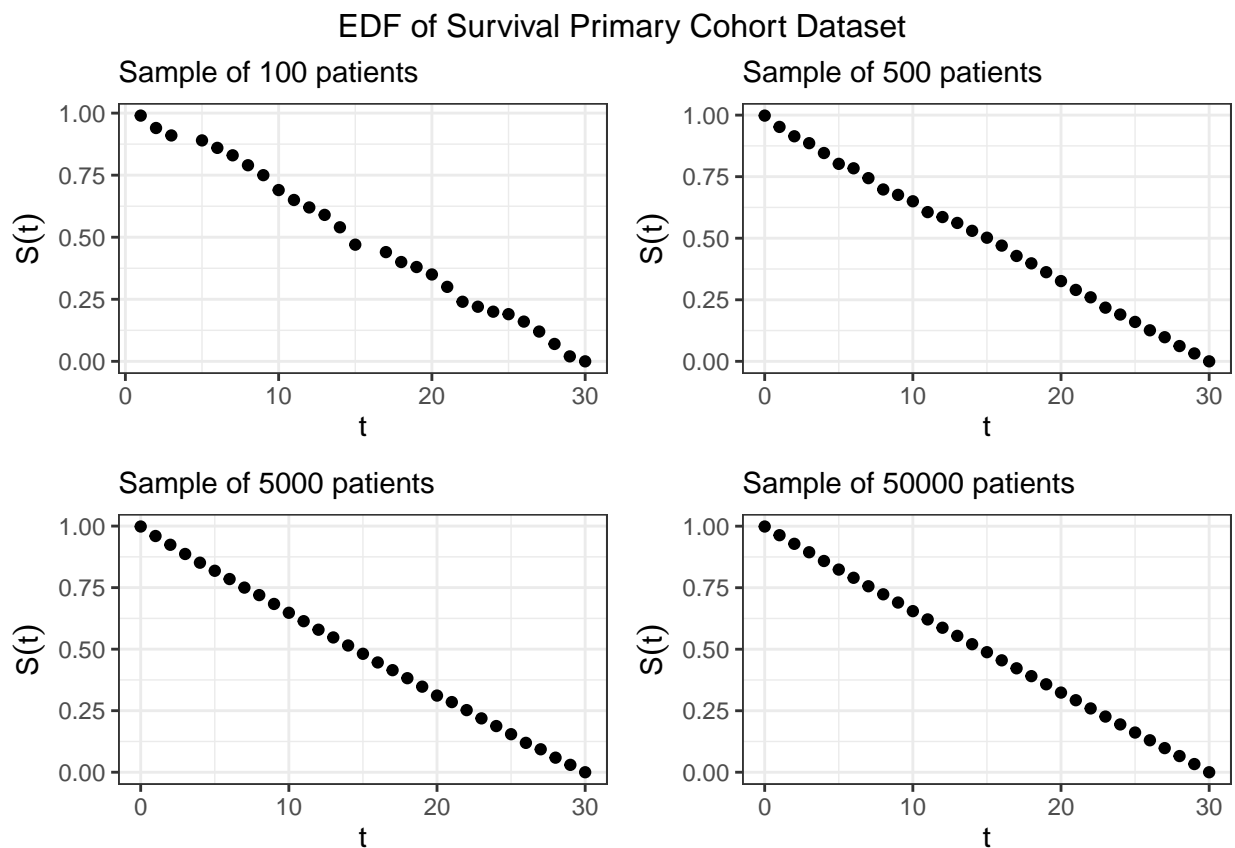 EDF of Survival Primary Cohort Dataset
Sample of 100 patients
1.00
0.75
0.50
0.25
0.00
S(t)
0 10 20 30
t
Sample of 500 patients
1.00
0.75
0.50
0.25
0.00
S(t)
0 10 20 30
t
Sample of 5000 patients
1.00
0.75
0.50
0.25
0.00
S(t)
0 10 20 30
t
Sample of 50000 patients
1.00
0.75
0.50
0.25
0.00
S(t)
0 10 20 30
t